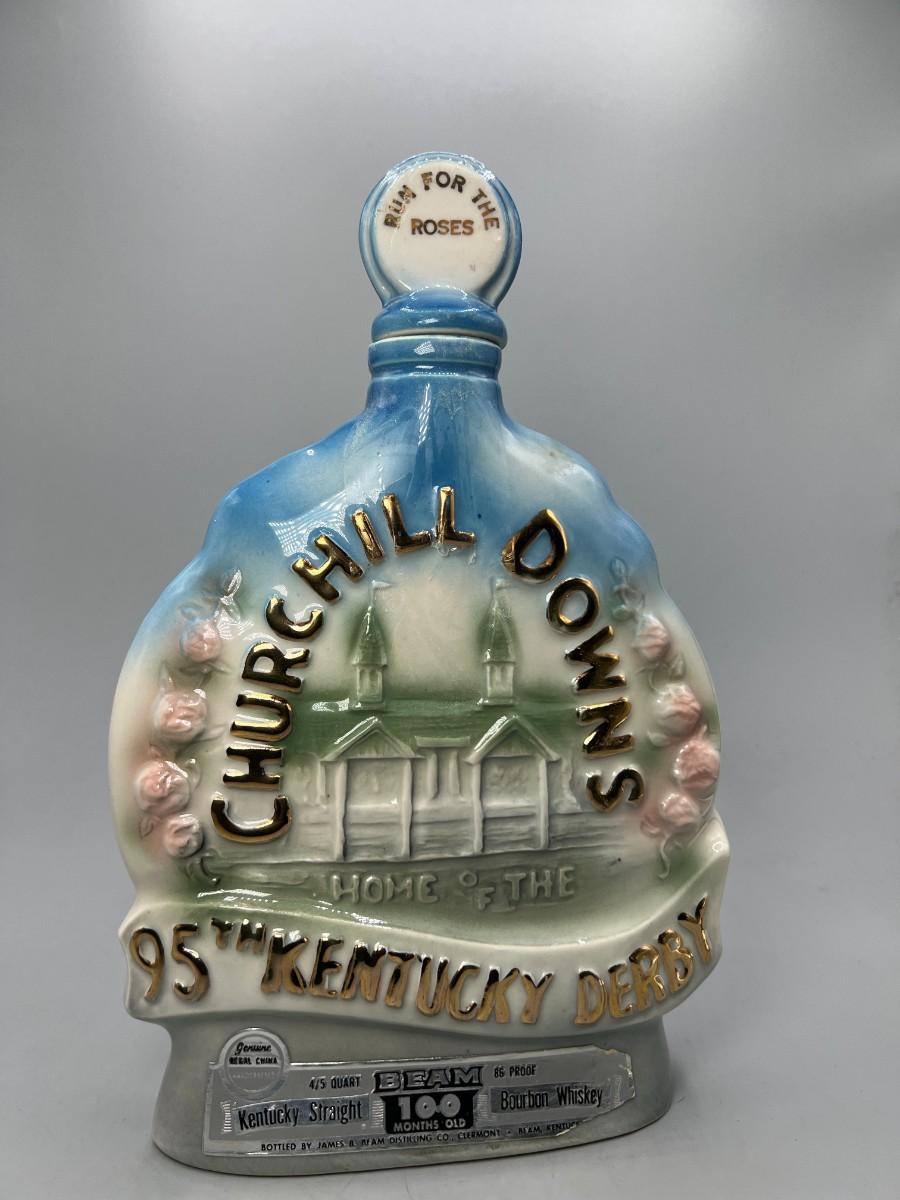 RUN FOR THE
ROSES
CHURCHILL DOWNS
HOME OF THE
95TH KENTUCKY DERBY
Genuine
REGAL CHINA
4/5 QUART BEAM 86 PROOF
Kentucky Straight 100 Bourbon Whiskey
MONTHS OLD
BOTTLED BY JAMES B. BEAM DISTILLING CO., CLERMONT - BEAM,